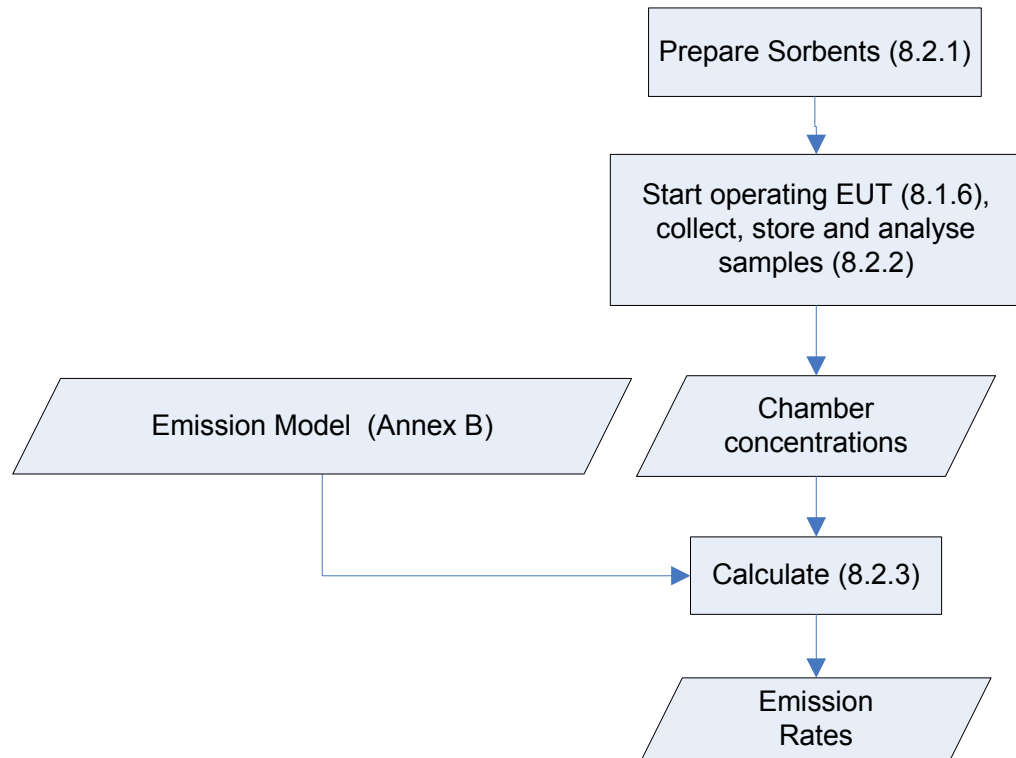 Prepare Sorbents (8.2.1)
Start operating EUT (8.1.6),
collect, store and analyse
samples (8.2.2)
Emission Model (Annex B)
Chamber
concentrations
Calculate (8.2.3)
Emission
Rates